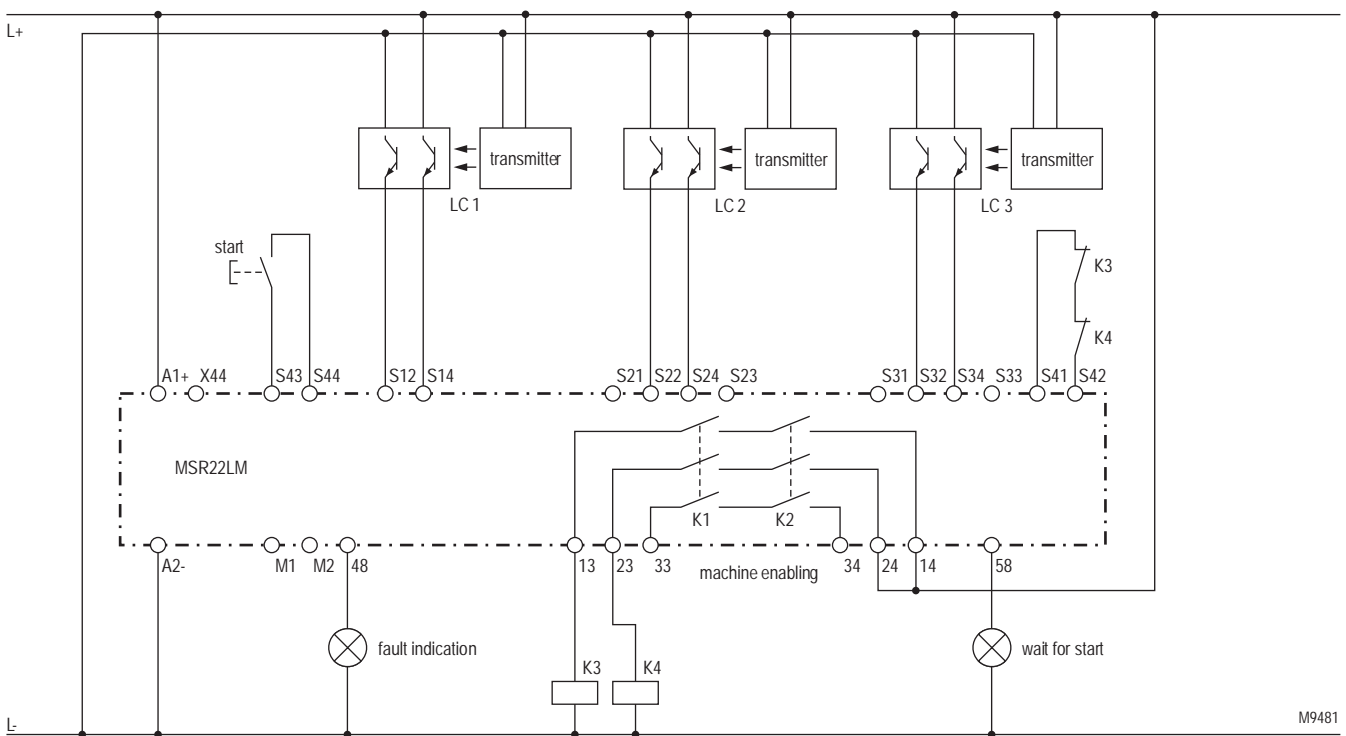 L+
transmitter
transmitter
transmitter
LC 1
LC 2
LC 3
start
K3
K4
A1+ X44 S43 S44 S12 S14 S21 S22 S24 S23 S31 S32 S34 S33 S41 S42
MSR22LM
K1 K2
A2- M1 M2 48 13 23 33 machine enabling 34 24 14 58
fault indication
wait for start
K3 K4
L-
M9481